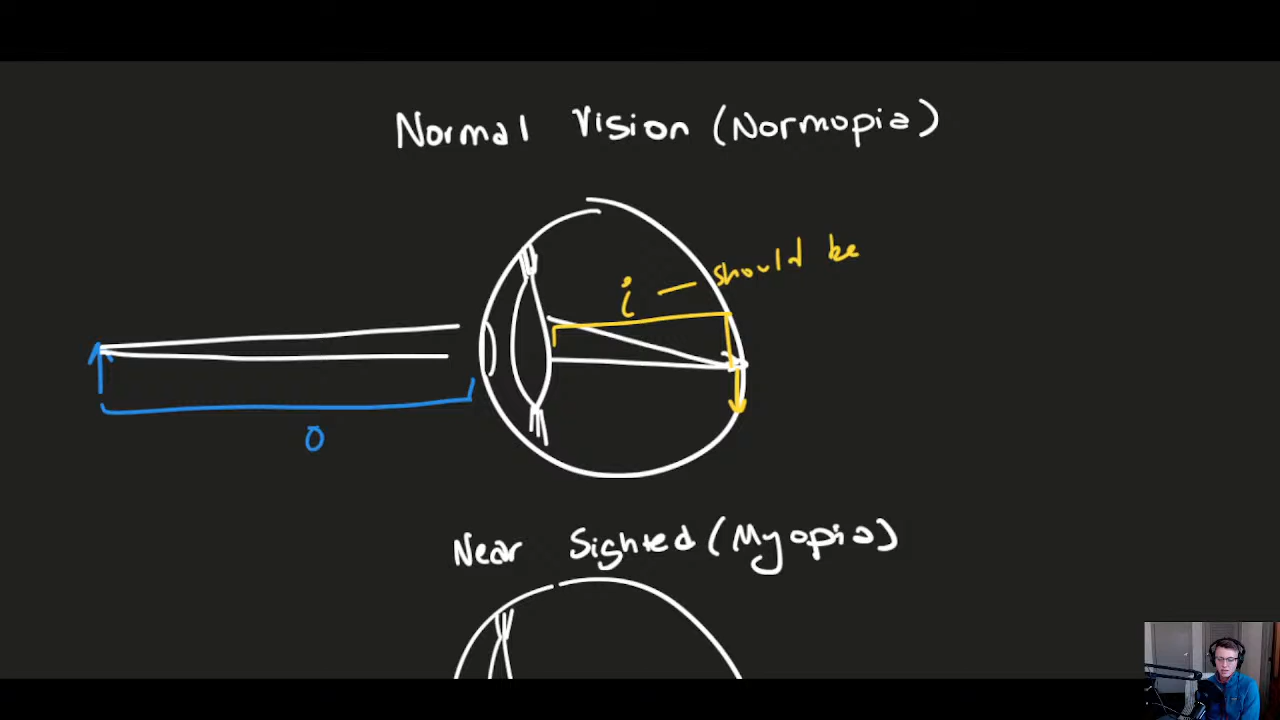 Normal Vision (Normopia)
i — should be
o
Near Sighted (Myopia)